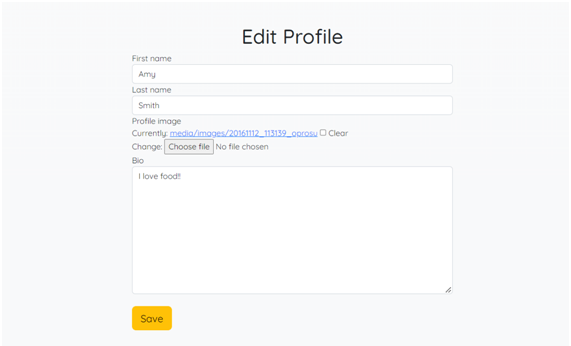 Edit Profile
First name
Amy
Last name
Smith
Profile image
Currently: media/images/20161112_113139_oprosu Clear
Change: Choose file No file chosen
Bio
I love food!!
Save